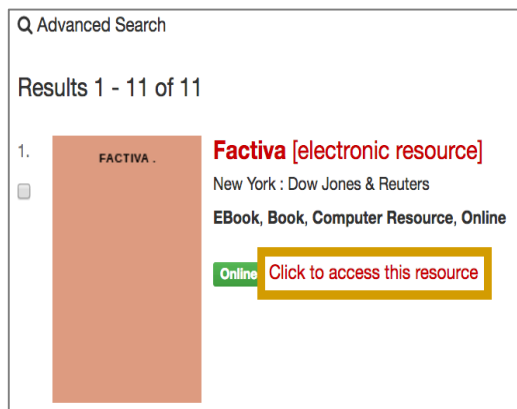 Advanced Search
Results 1 - 11 of 11
1.
FACTIVA .
Factiva [electronic resource]
New York : Dow Jones & Reuters
EBook, Book, Computer Resource, Online
Online Click to access this resource